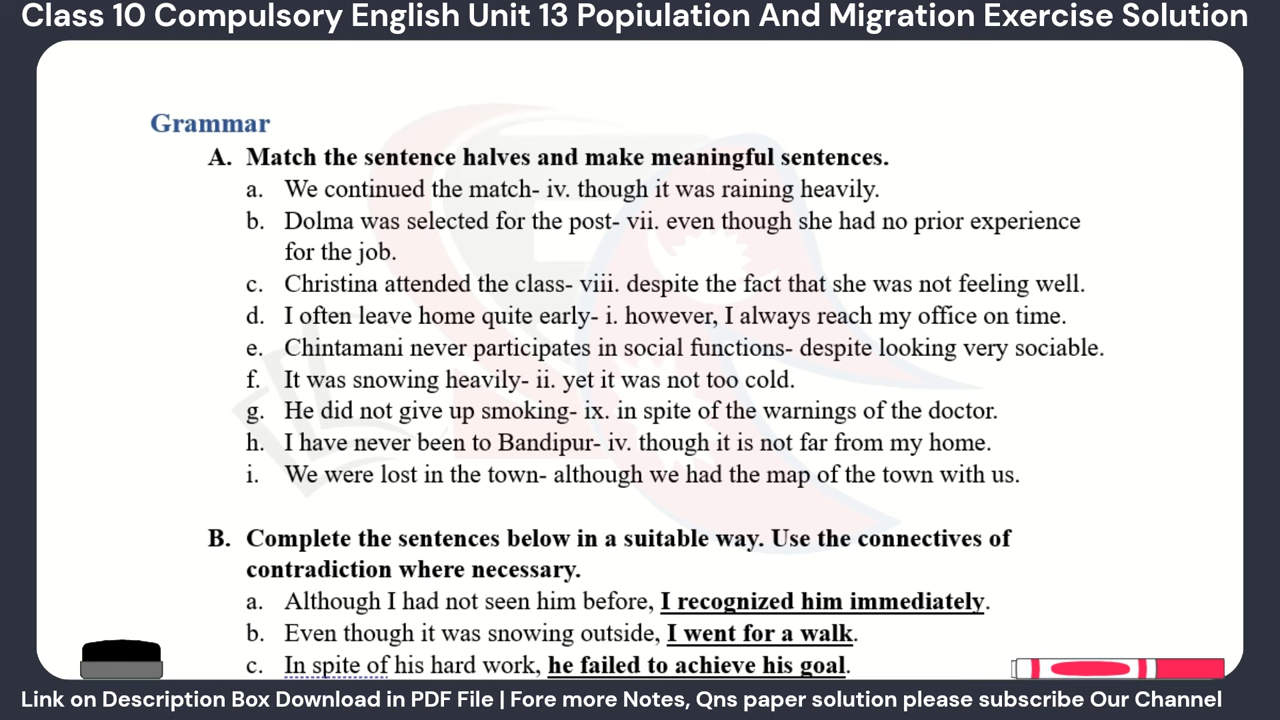 Class 10 Compulsory English Unit 13 Popiulation And Migration Exercise Solution
Grammar
A. Match the sentence halves and make meaningful sentences.
a. We continued the match- iv. though it was raining heavily.
b. Dolma was selected for the post- vii. even though she had no prior experience
for the job.
c. Christina attended the class- viii. despite the fact that she was not feeling well.
d. I often leave home quite early- i. however, I always reach my office on time.
e. Chintamani never participates in social functions- despite looking very sociable.
f. It was snowing heavily- ii. yet it was not too cold.
g. He did not give up smoking- ix. in spite of the warnings of the doctor.
h. I have never been to Bandipur- iv. though it is not far from my home.
i. We were lost in the town- although we had the map of the town with us.
B. Complete the sentences below in a suitable way. Use the connectives of
contradiction where necessary.
a. Although I had not seen him before, I recognized him immediately.
b. Even though it was snowing outside, I went for a walk.
c. In spite of his hard work, he failed to achieve his goal.
Link on Description Box Download in PDF File | Fore more Notes, Qns paper solution please subscribe Our Channel